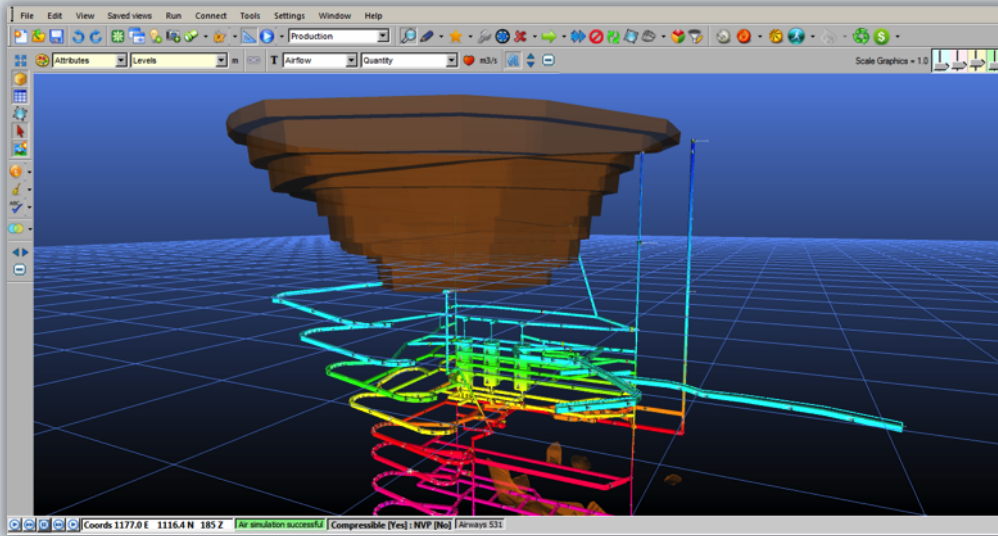 File Edit View Saved views Run Connect Tools Settings Window Help
Production
Attributes Levels m T Airflow Quantity m3/s Scale Graphics = 1.0
ABC
Coords 1177.0 E 1116.4 N 185 Z Air simulation successful Compressible [Yes] : NVP [No] Airways 531